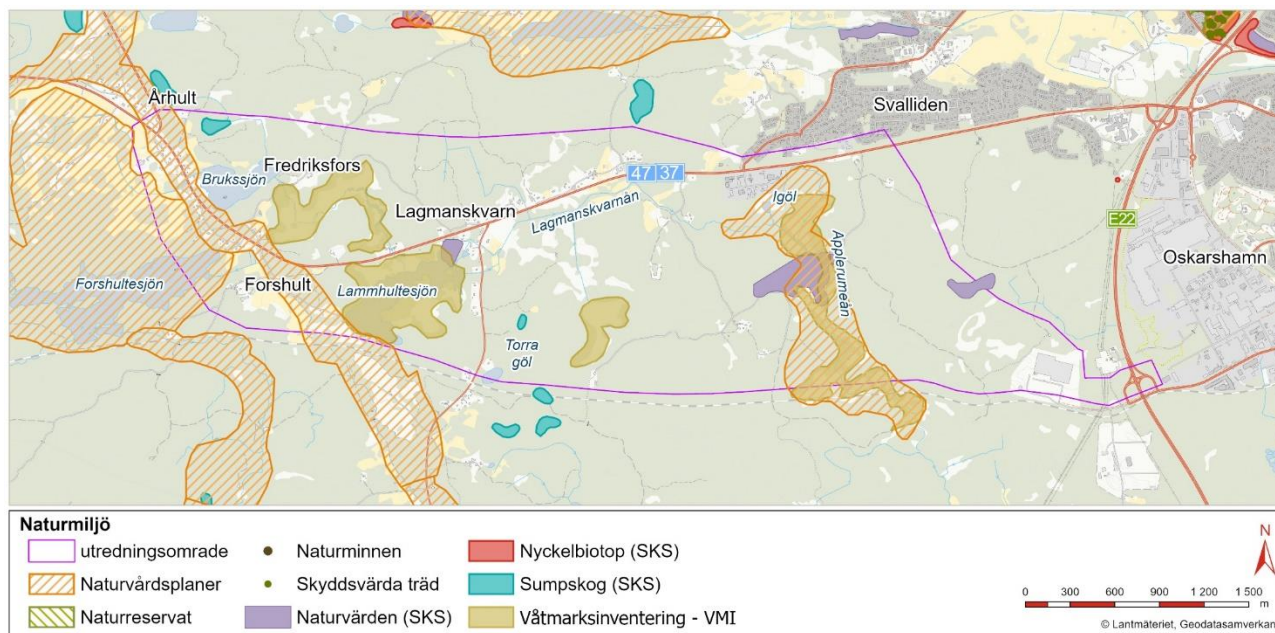 Århult
Svalliden
Fredriksfors
Brukssjön
47 37
Lagmanskvarn
Lagmanskvarnån
Igöl
Applerumeån
E22
Oskarshamn
Forshultesjön
Forshult
Lammhultesjön
Torra
göl
Naturmiljö
utredningsomrade
Naturvårdsplaner
Naturreservat
Naturminnen
Skyddsvärda träd
Naturvärden (SKS)
Nyckelbiotop (SKS)
Sumpskog (SKS)
Våtmarksinventering - VMI
N
0 300 600 900 1 200 1 500
m
© Lantmäteriet, Geodatasamverkan